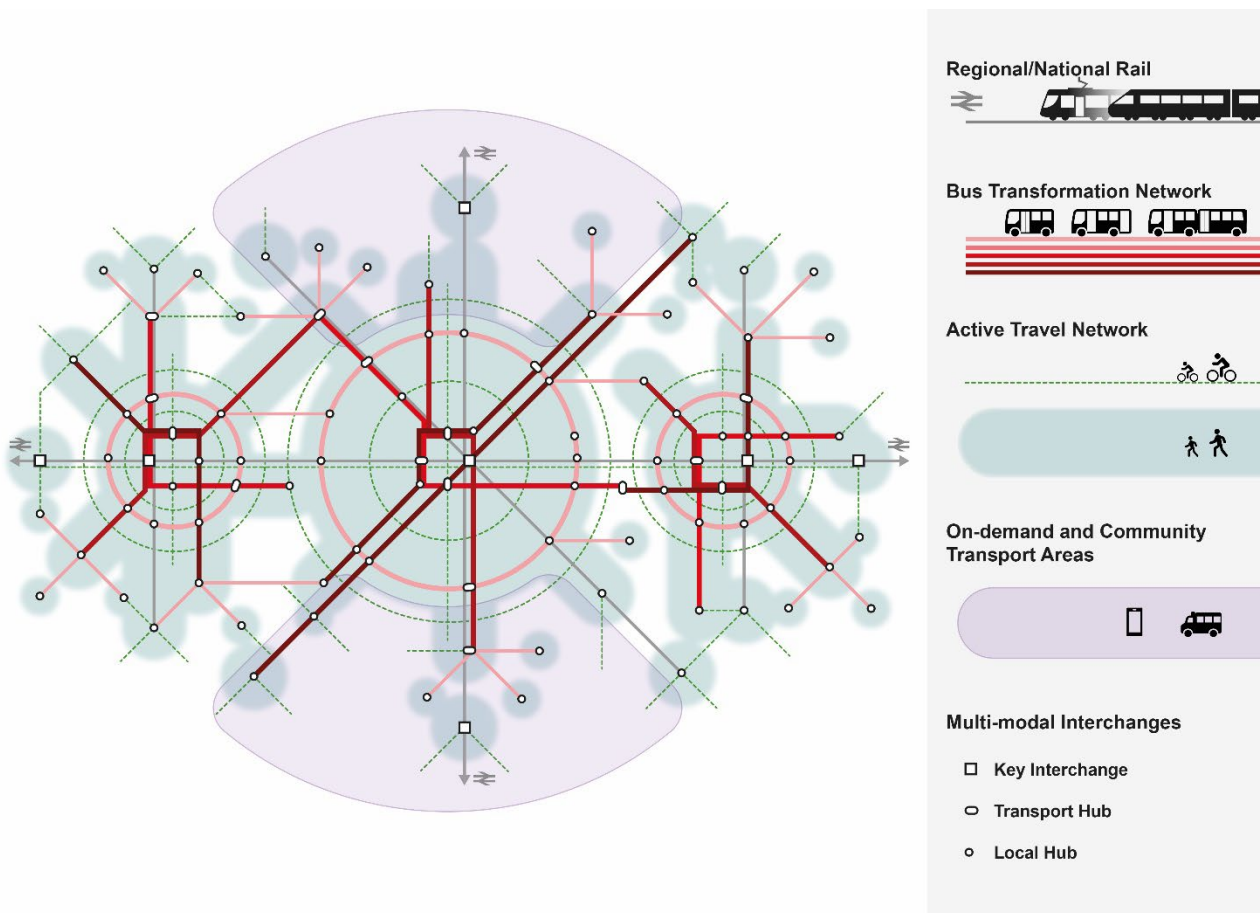 Regional/National Rail
Bus Transformation Network
Active Travel Network
On-demand and Community
Transport Areas
Multi-modal Interchanges
Key Interchange
Transport Hub
Local Hub